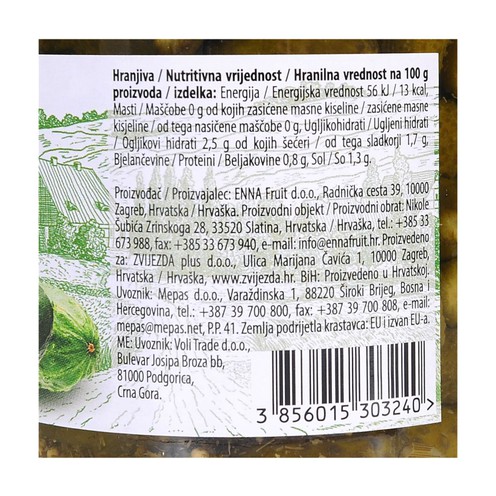 Hranjiva / Nutritivna vrijednost / Hranilna vrednost na 100 g
proizvoda / izdelka: Energija / Energijska vrednost 56 kJ / 13 kcal,
Masti / Maščobe 0 g od kojih zasićene masne kiseline / zasićene masne
kisjeline / od tega nasičene maščobe 0 g, Ugljikohidrati / Ugljeni hidrati
/ Ogljikovi hidrati 2,5 g od kojih šećeri / od tega sladkorji 1,7 g,
Bjelančevine / Proteini / Beljakovine 0,8 g, Sol / So 1,3 g.
Proizvođač / Proizvajalec: ENNA Fruit d.o.o., Radnička cesta 39, 10000
Zagreb, Hrvatska / Hrvaška. Proizvodni objekt / Proizvodni obrat: Nikole
Šubića Zrinskoga 28, 33520 Slatina, Hrvatska / Hrvaška, tel.: +385 33
673 988, fax: +385 33 673 940, e-mail: info@ennafruit.hr. Proizvedeno
za: ZVIJEZDA plus d.o.o., Ulica Marijana Čavića 1, 10000 Zagreb,
Hrvatska / Hrvaška, www.zvijezda.hr. BiH: Proizvedeno u Hrvatskoj.
Uvoznik: Mepas d.o.o., Varaždinska 1, 88220 Široki Brijeg, Bosna i
Hercegovina, tel.: +387 39 700 800, fax: +387 39 700 808, e-mail:
mepas@mepas.net, P.P. 41. Zemlja podrijetla krastavca: EU i izvan EU-a.
ME: Uvoznik: Voli Trade d.o.o.,
Bulevar Josipa Broza bb,
81000 Podgorica,
Crna Gora.
3 856015 303240